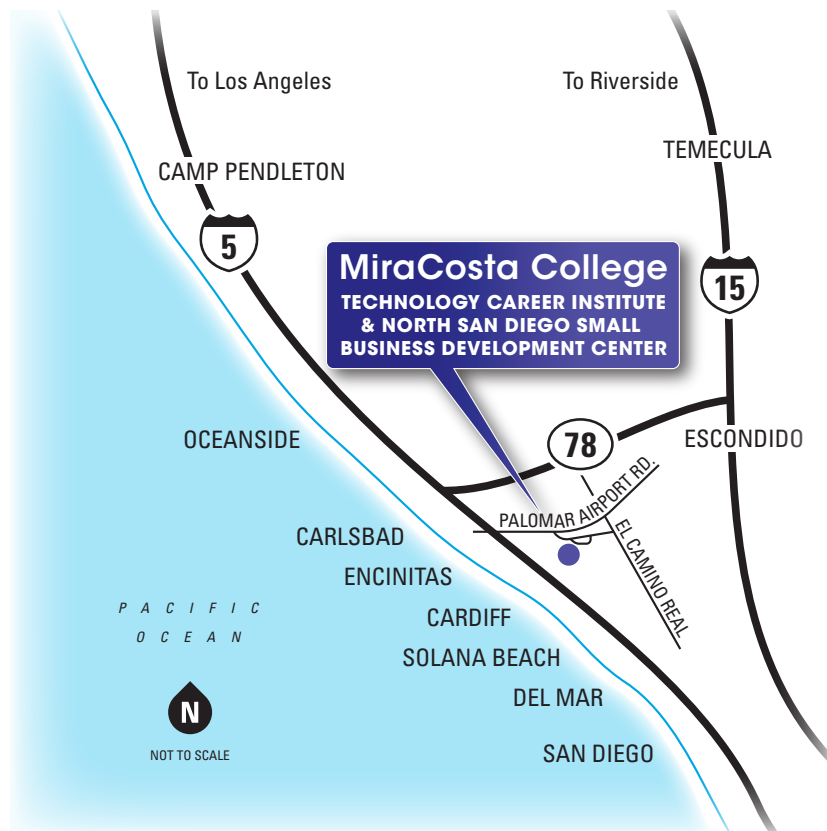 To Los Angeles
To Riverside
TEMECULA
CAMP PENDLETON
5
MiraCosta College
TECHNOLOGY CAREER INSTITUTE
& NORTH SAN DIEGO SMALL
BUSINESS DEVELOPMENT CENTER
15
OCEANSIDE
78
ESCONDIDO
PALOMAR AIRPORT RD.
EL CAMINO REAL
CARLSBAD
ENCINITAS
PACIFIC
OCEAN
CARDIFF
SOLANA BEACH
DEL MAR
N
NOT TO SCALE
SAN DIEGO